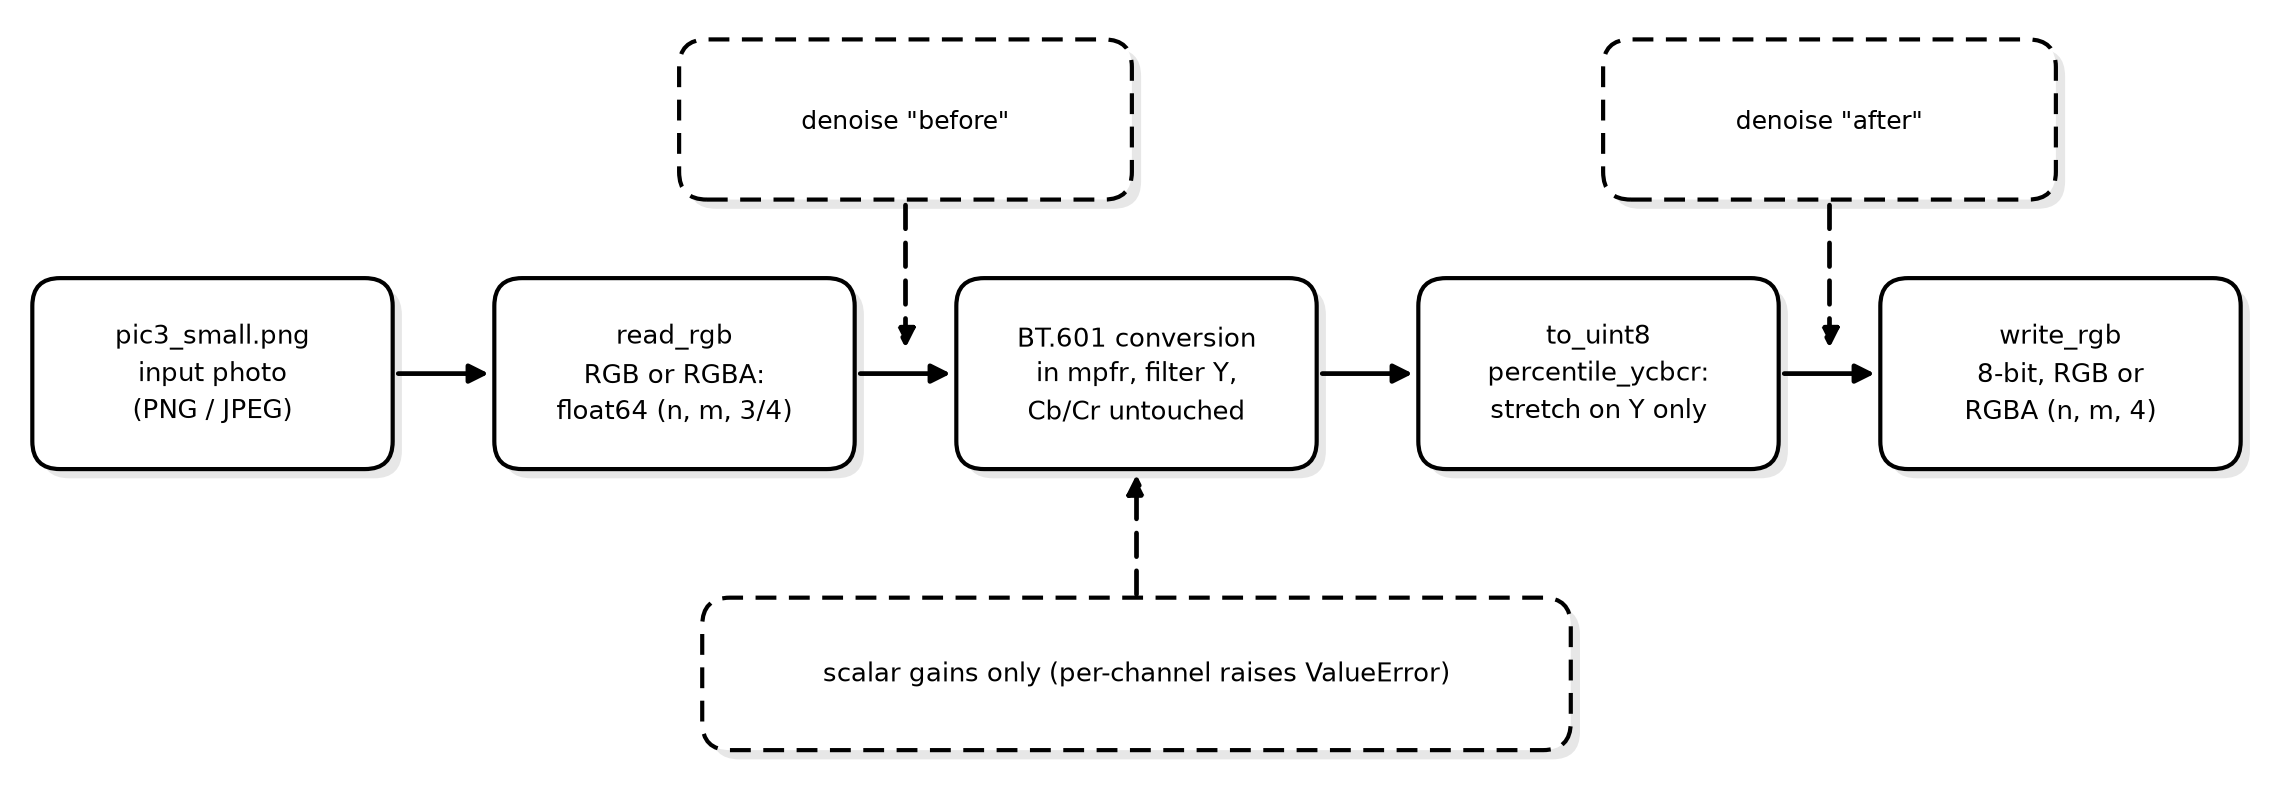 denoise "before"
denoise "after"
pic3_small.png
input photo
(PNG / JPEG)
read_rgb
RGB or RGBA:
float64 (n, m, 3/4)
BT.601 conversion
in mpfr, filter Y,
Cb/Cr untouched
to_uint8
percentile_ycbcr:
stretch on Y only
write_rgb
8-bit, RGB or
RGBA (n, m, 4)
scalar gains only (per-channel raises ValueError)